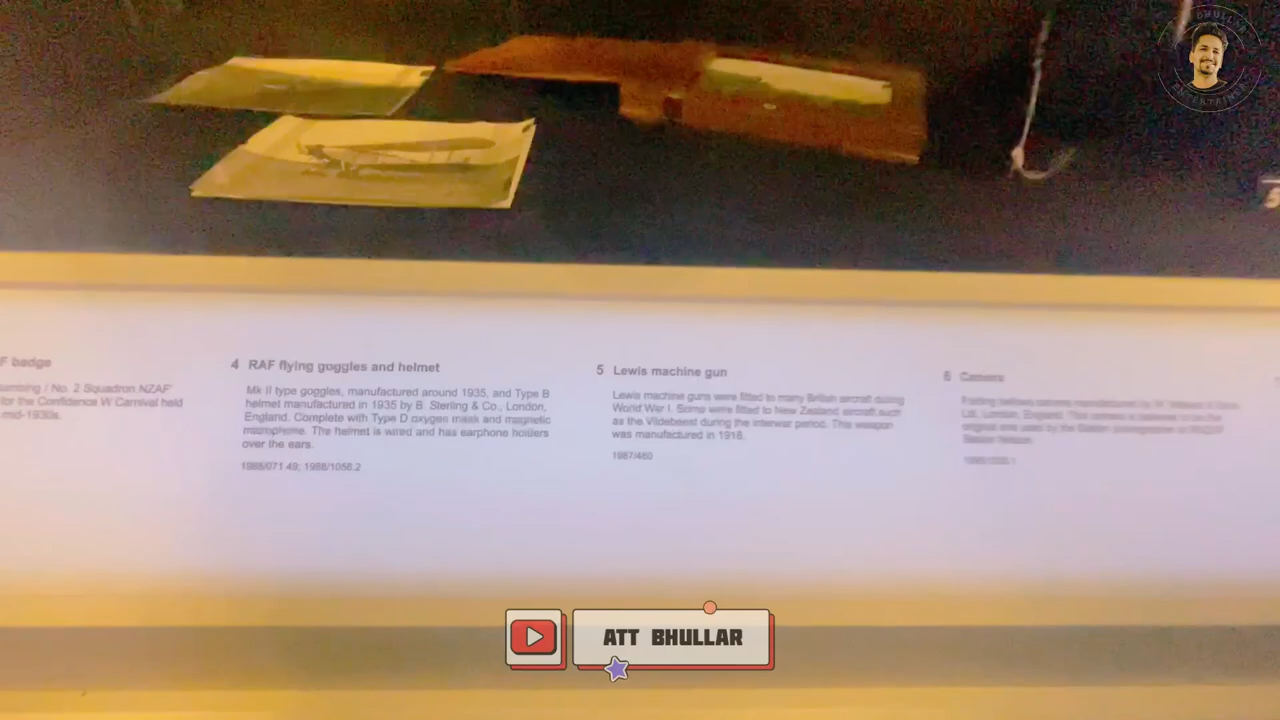 F badge
/ No. 2 Squadron NZAF'
for the Confidence W Carnival held
mid-1930s.
4 RAF flying goggles and helmet
Mk II type goggles, manufactured around 1935, and Type B
helmet manufactured in 1935 by B. Sterling & Co., London,
England. Complete with Type D oxygen mask and magnetic
microphone. The helmet is wired and has earphone holders
over the ears.
1988/071.49; 1988/1058.2
5 Lewis machine gun
Lewis machine guns were fitted to many British aircraft during
World War I. Some were fitted to New Zealand aircraft such
as the Vildebeest during the interwar period. This weapon
was manufactured in 1918.
1987/460
6 Camera
Ltd, London, England.
ATT BHULLAR